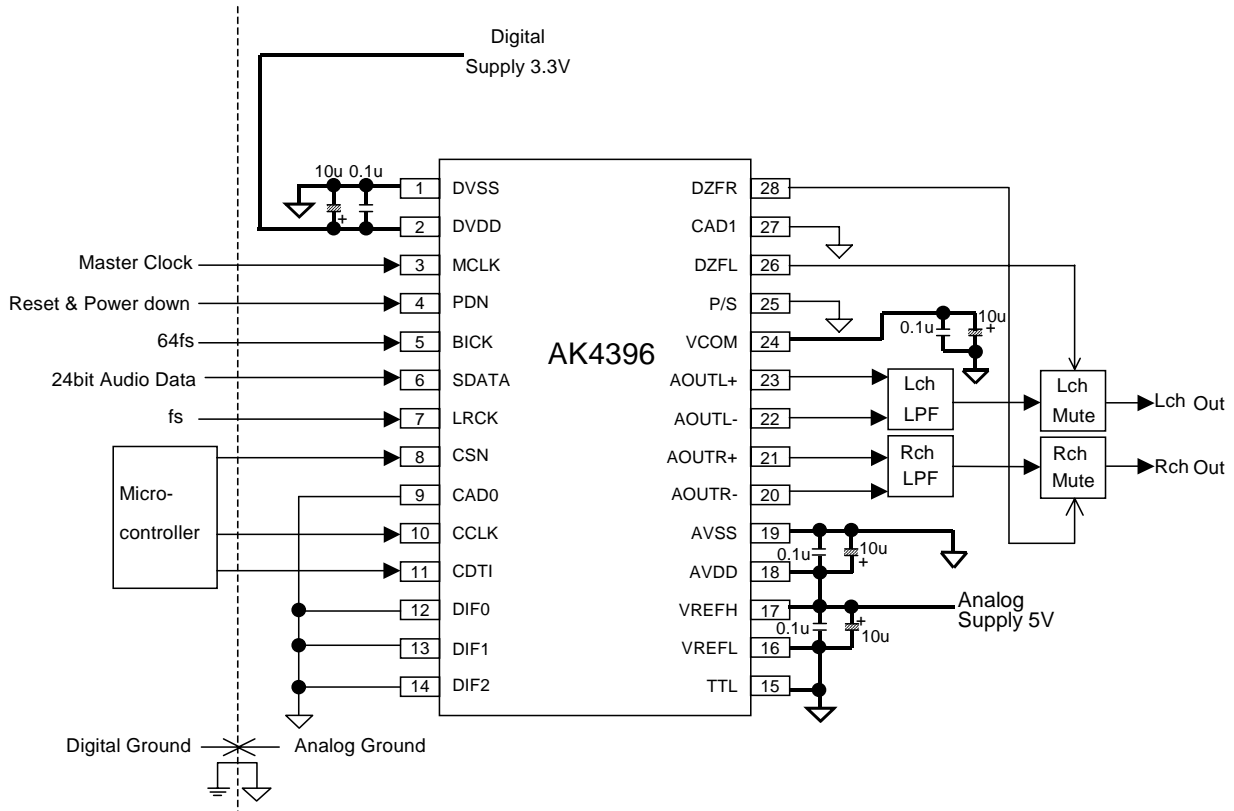 Digital
Supply 3.3V
10u 0.1u
1 DVSS
2 DVDD
Master Clock 3 MCLK
Reset & Power down 4 PDN
64fs 5 BICK
24bit Audio Data 6 SDATA
fs 7 LRCK
8 CSN
Micro-
controller
9 CAD0
10 CCLK
11 CDTI
12 DIF0
13 DIF1
14 DIF2
AK4396
DZFR 28
CAD1 27
DZFL 26
P/S 25
VCOM 24
0.1u 10u
+
AOUTL+ 23
AOUTL- 22
Lch
LPF
Lch
Mute
Lch Out
AOUTR+ 21
AOUTR- 20
Rch
LPF
Rch
Mute
Rch Out
AVSS 19
0.1u 10u
+
AVDD 18
VREFH 17
Analog
Supply 5V
0.1u + 10u
VREFL 16
TTL 15
+
Digital Ground Analog Ground